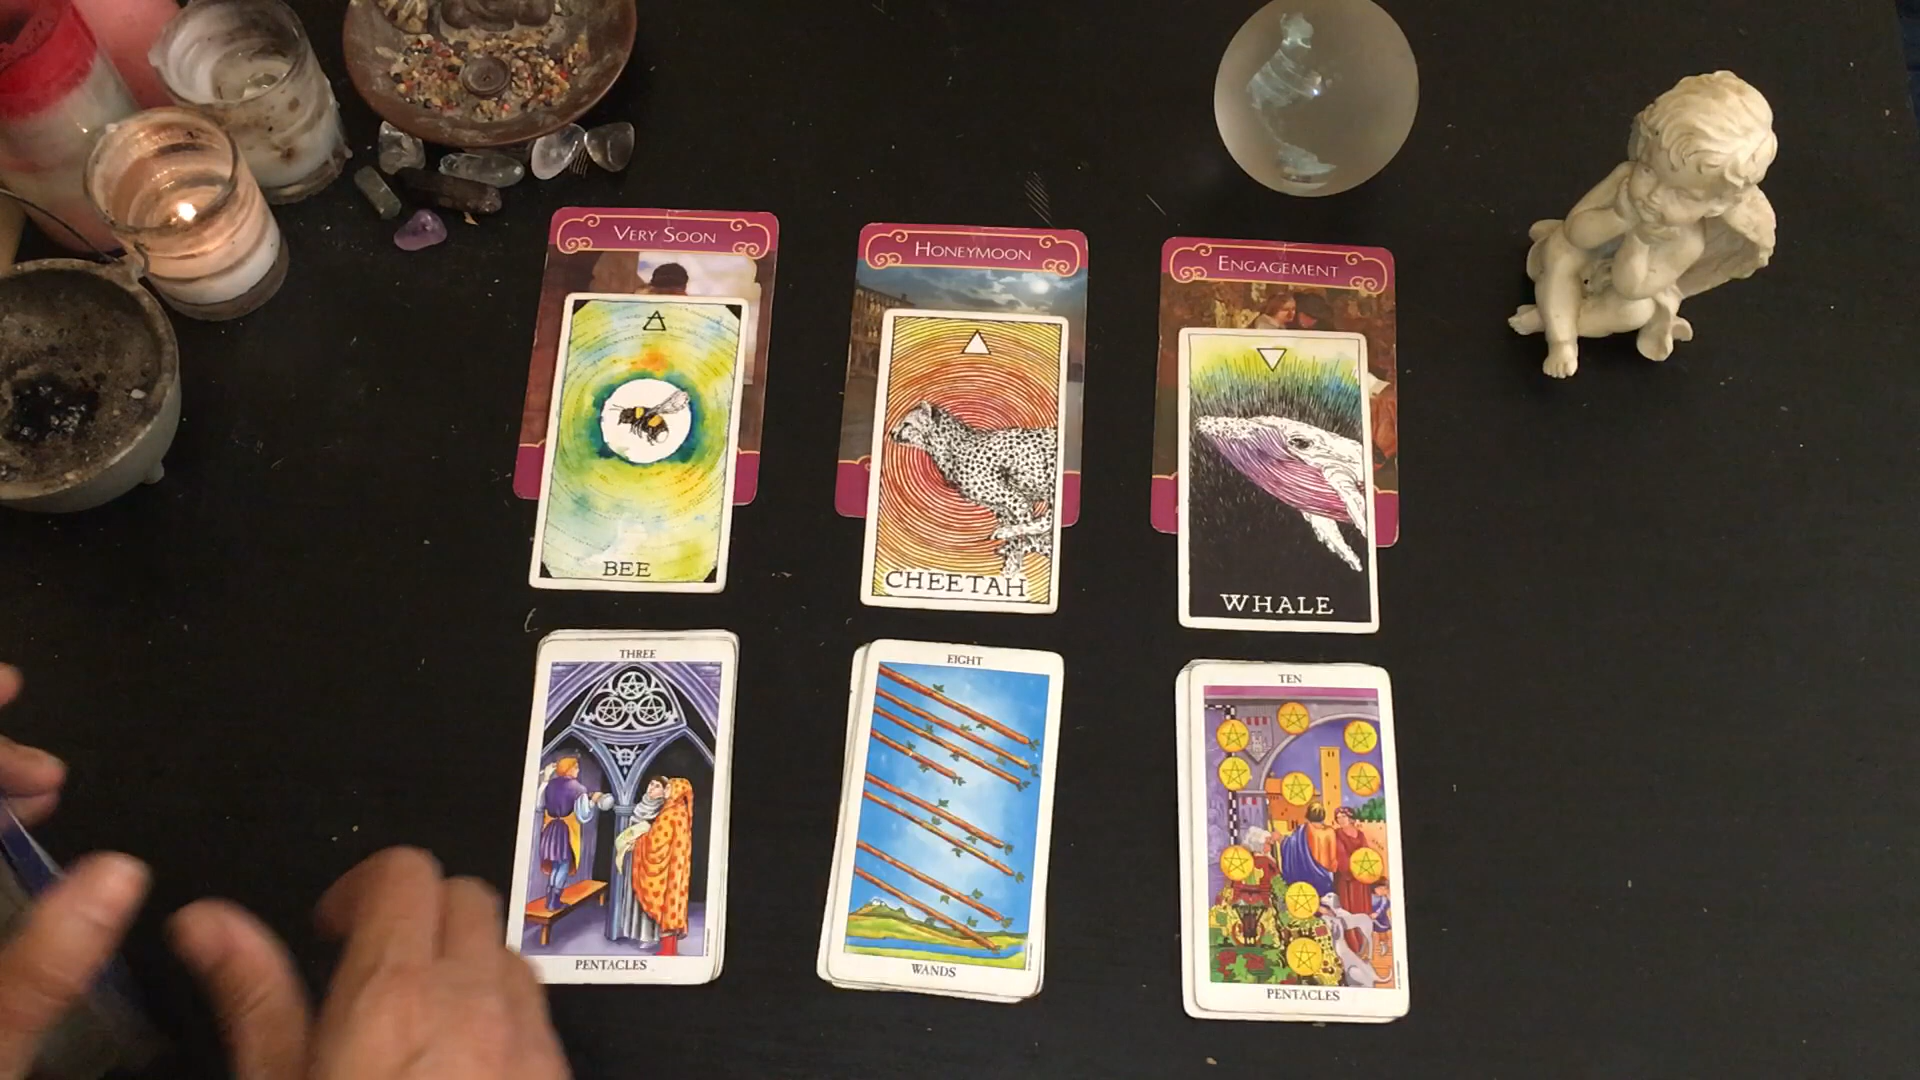 VERY SOON
HONEYMOON
ENGAGEMENT
BEE
CHEETAH
WHALE
THREE
PENTACLES
EIGHT
WANDS
TEN
PENTACLES